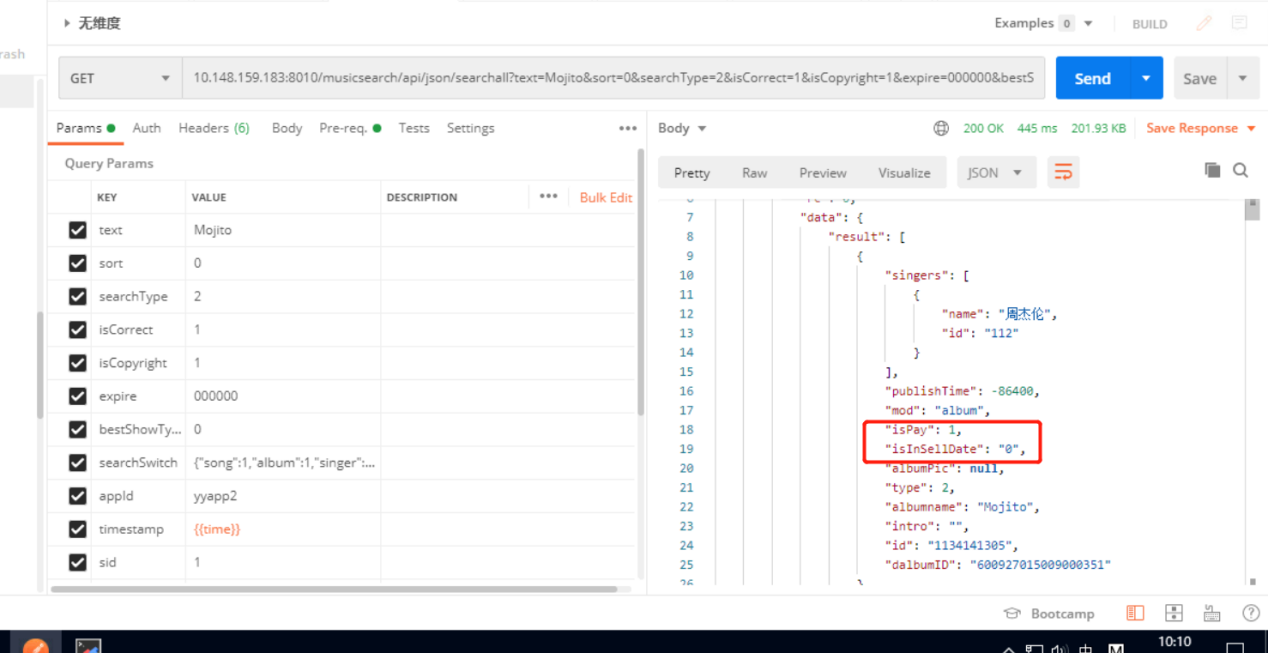 无维度
Examples 0
BUILD
rash
GET
10.148.159.183:8010/musicsearch/api/json/searchall?text=Mojito&sort=0&searchType=2&isCorrect=1&isCopyright=1&expire=000000&bestS
Send
Save
Params Auth Headers (6) Body Pre-req. Tests Settings
Body
200 OK 445 ms 201.93 KB Save Response
Query Params
Pretty Raw Preview Visualize JSON
KEY VALUE DESCRIPTION Bulk Edit
text Mojito
sort 0
searchType 2
isCorrect 1
isCopyright 1
expire 000000
bestShowTy... 0
searchSwitch {"song":1,"album":1,"singer":...
appId yyapp2
timestamp {{time}}
sid 1
7 "data": {
8 "result": [
9 {
10 "singers": [
11 {
12 "name": "周杰伦",
13 "id": "112"
14 }
15 ],
16 "publishTime": -86400,
17 "mod": "album",
18 "isPay": 1,
19 "isInSellDate": "0",
20 "albumPic": null,
21 "type": 2,
22 "albumname": "Mojito",
23 "intro": "",
24 "id": "1134141305",
25 "dalbumID": "600927015009000351"
26
Bootcamp
中 M
10:10